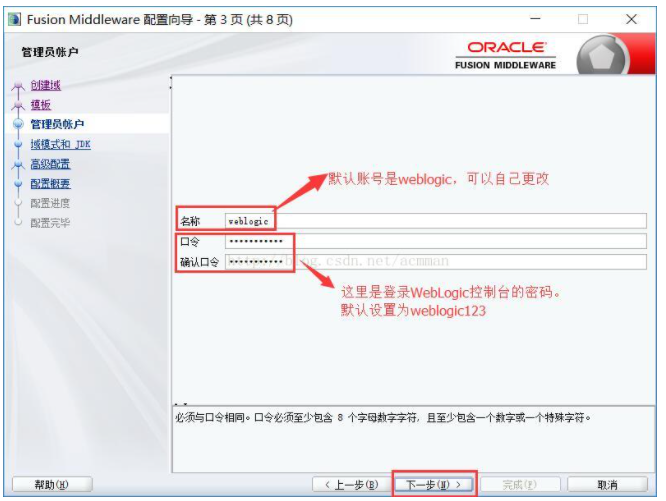 Fusion Middleware 配置向导 - 第 3 页 (共 8 页)
管理员帐户
ORACLE
FUSION MIDDLEWARE
创建域
模板
管理员帐户
域模式和 JDK
高级配置
配置概要
配置进度
配置完毕
默认账号是weblogic，可以自己更改
名称 weblogic
口令 •••••••••••
确认口令 •••••••••••
http://blog.csdn.net/acmman
这里是登录WebLogic控制台的密码。
默认设置为weblogic123
必须与口令相同。口令必须至少包含 8 个字母数字字符，且至少包含一个数字或一个特殊字符。
帮助(H) < 上一步(B) 下一步(N) > 完成(F) 取消